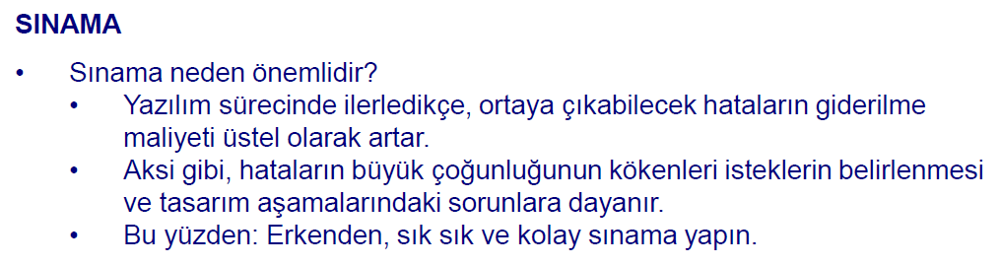 SINAMA
• Sınama neden önemlidir?
• Yazılım sürecinde ilerledikçe, ortaya çıkabilecek hataların giderilme
maliyeti üstel olarak artar.
• Aksi gibi, hataların büyük çoğunluğunun kökenleri isteklerin belirlenmesi
ve tasarım aşamalarındaki sorunlara dayanır.
• Bu yüzden: Erkenden, sık sık ve kolay sınama yapın.